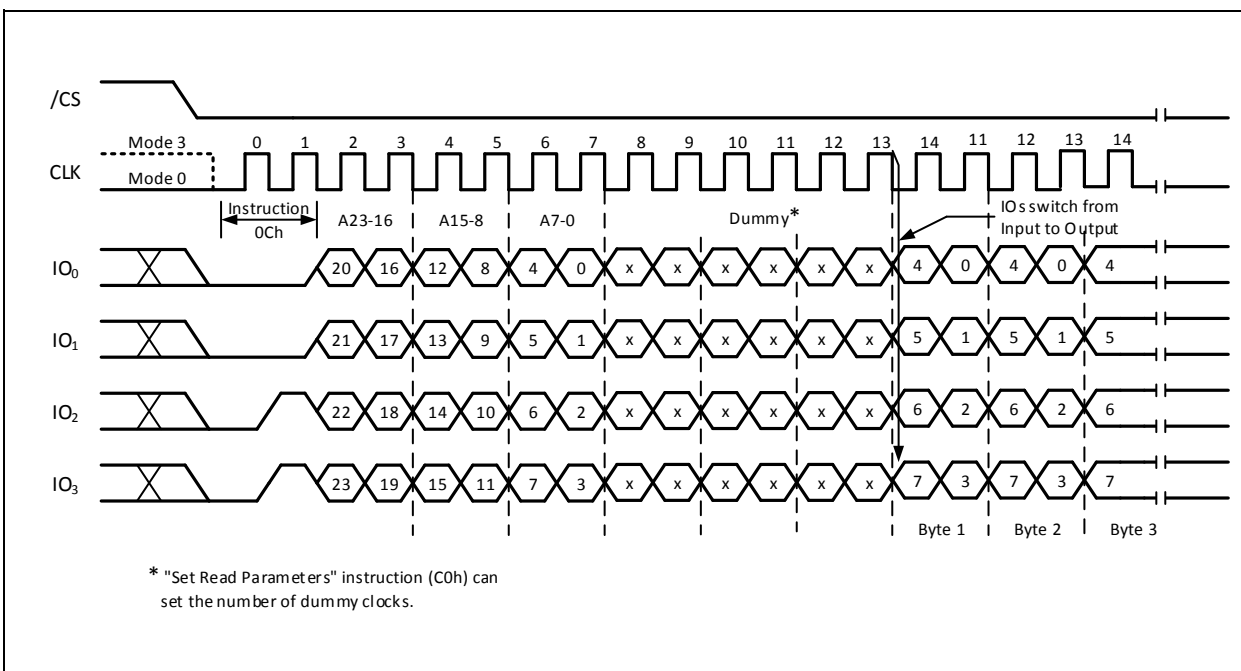 /CS
Mode 3 0 1 2 3 4 5 6 7 8 9 10 11 12 13 14 11 12 13 14
CLK
Mode 0
Instruction A23-16 A15-8 A7-0 Dummy* IOs switch from
0Ch Input to Output
IO0 20 16 12 8 4 0 x x x x x x 4 0 4 0 4
IO1 21 17 13 9 5 1 x x x x x x 5 1 5 1 5
IO2 22 18 14 10 6 2 x x x x x x 6 2 6 2 6
IO3 23 19 15 11 7 3 x x x x x x 7 3 7 3 7
Byte 1 Byte 2 Byte 3
* "Set Read Parameters" instruction (C0h) can
set the number of dummy clocks.